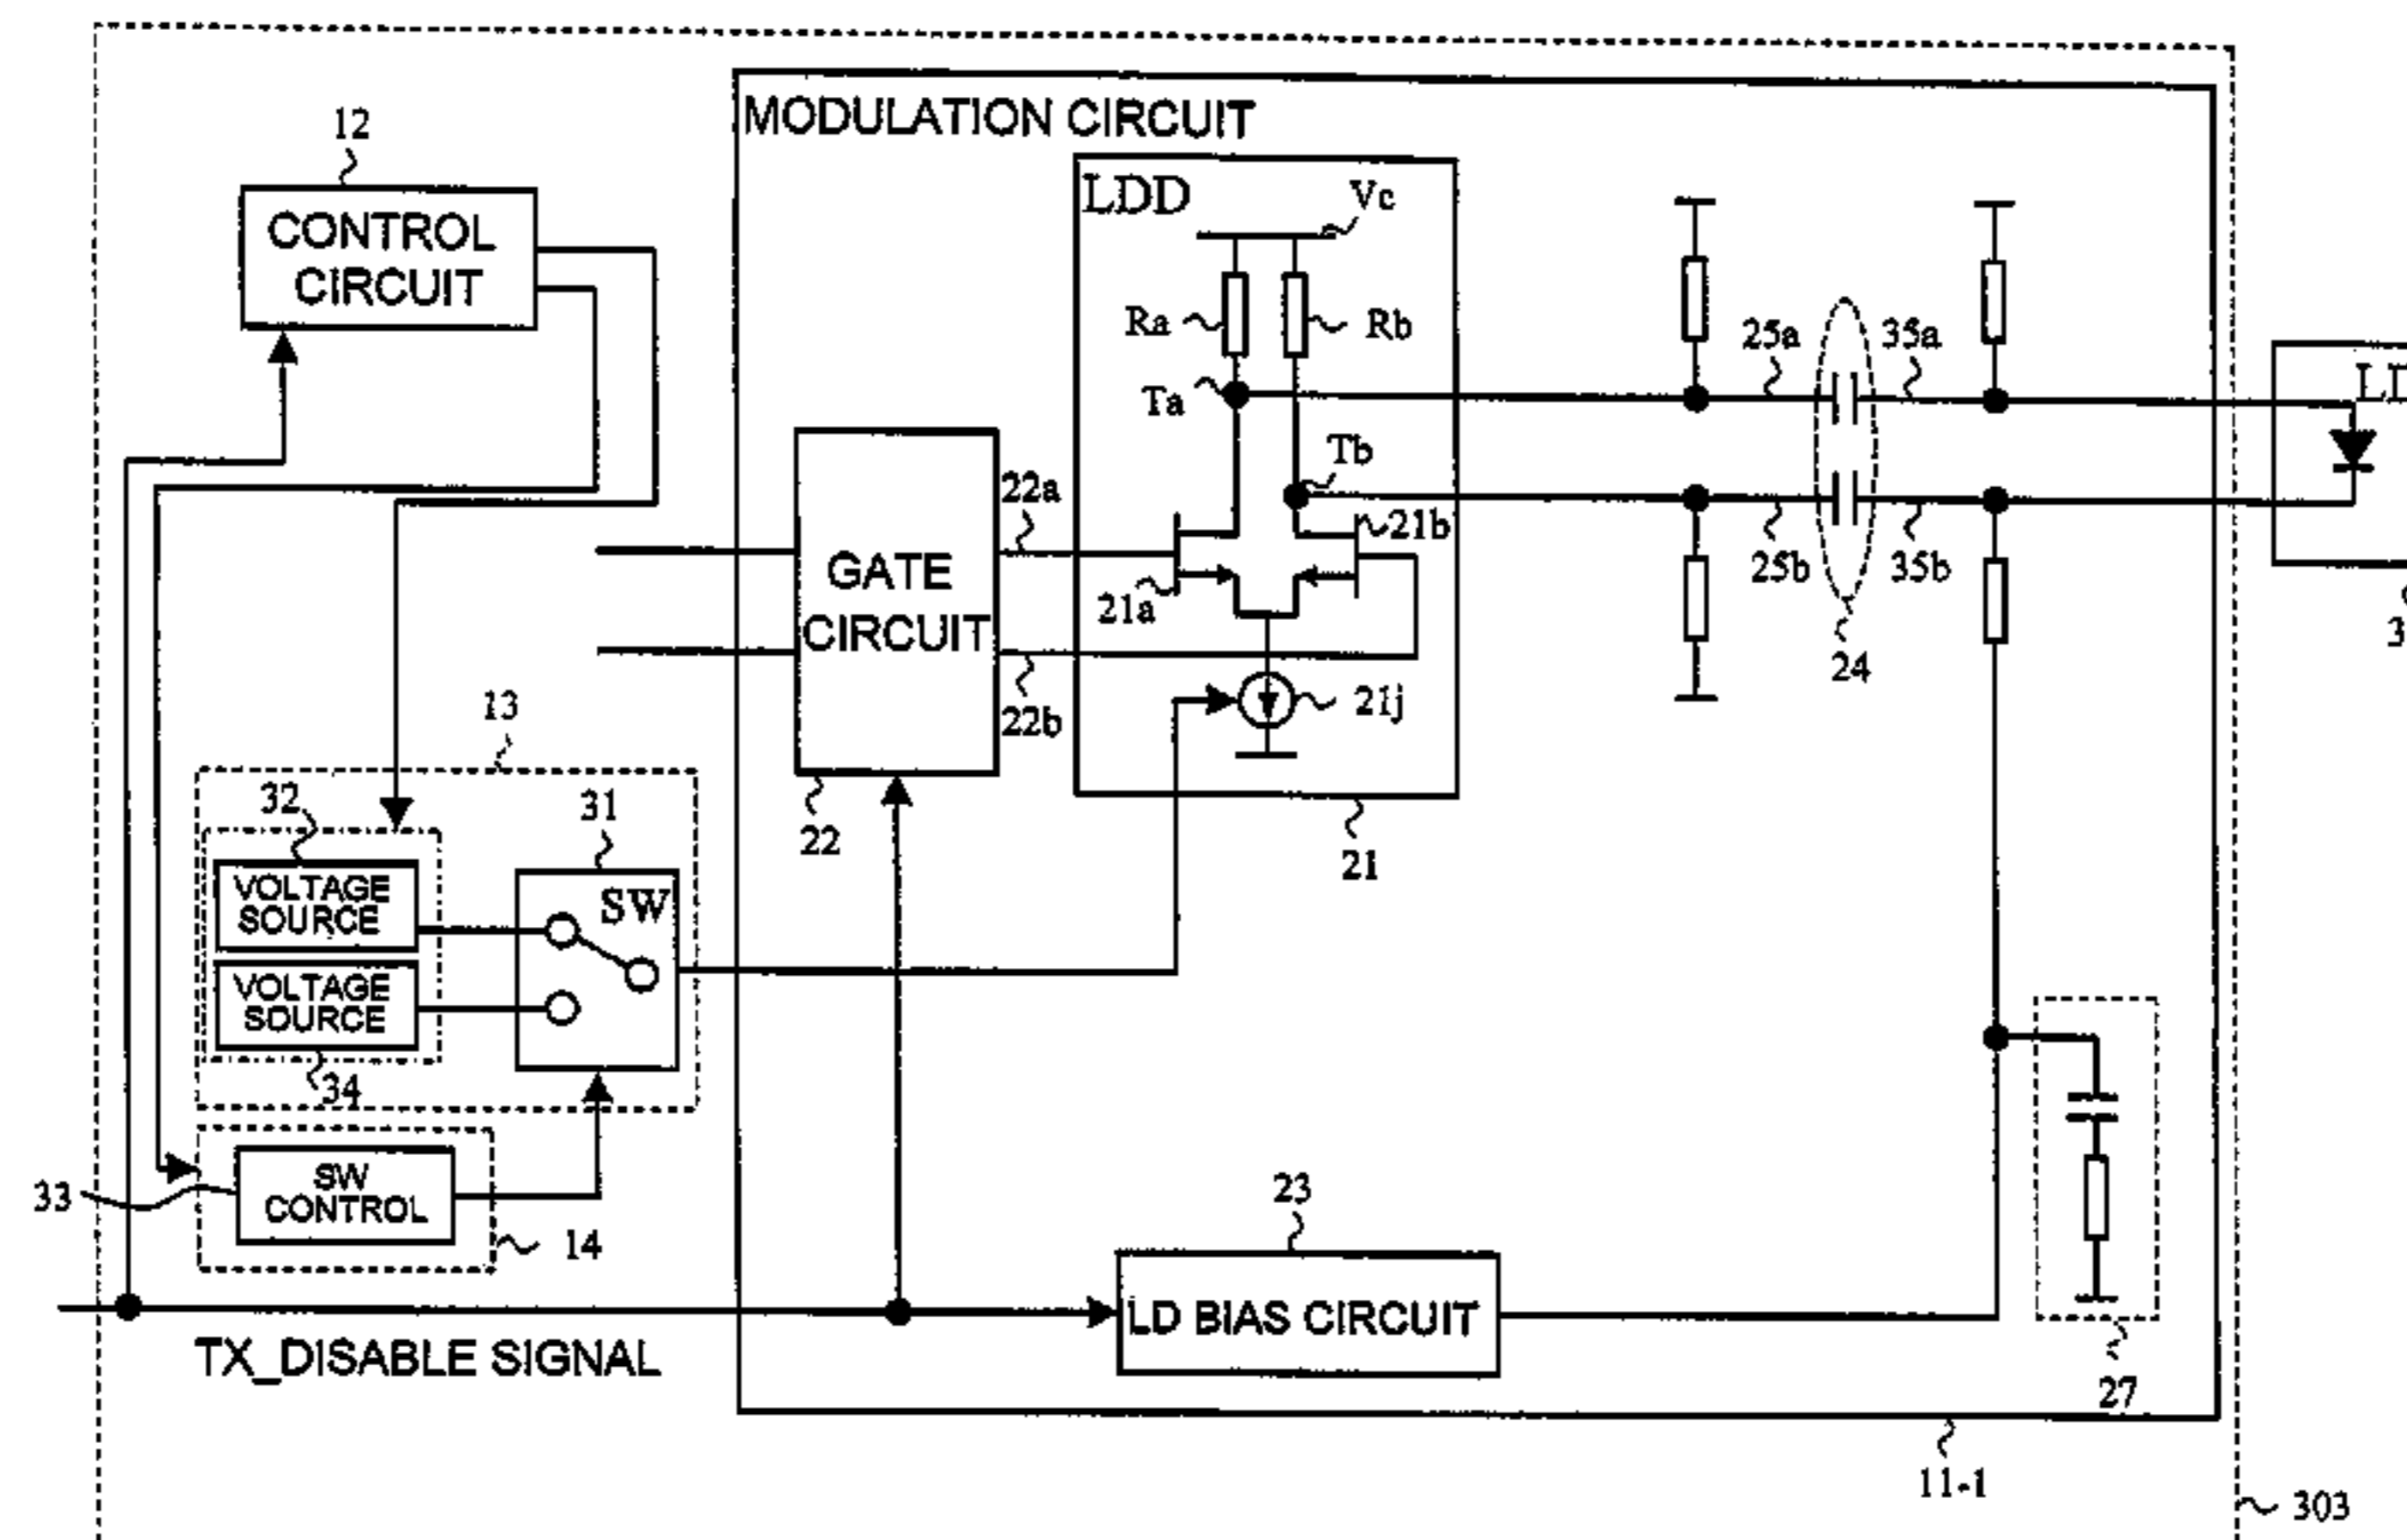 12
CONTROL
CIRCUIT
MODULATION CIRCUIT
LDD
Vc
Ra
Rb
Ta
Tb
25a
35a
25b
35b
24
22a
21b
GATE
CIRCUIT
21a
22b
21j
22
21
13
32
31
VOLTAGE
SOURCE
SW
VOLTAGE
SOURCE
34
33
SW
CONTROL
14
23
LD BIAS CIRCUIT
TX_DISABLE SIGNAL
27
11-1
303